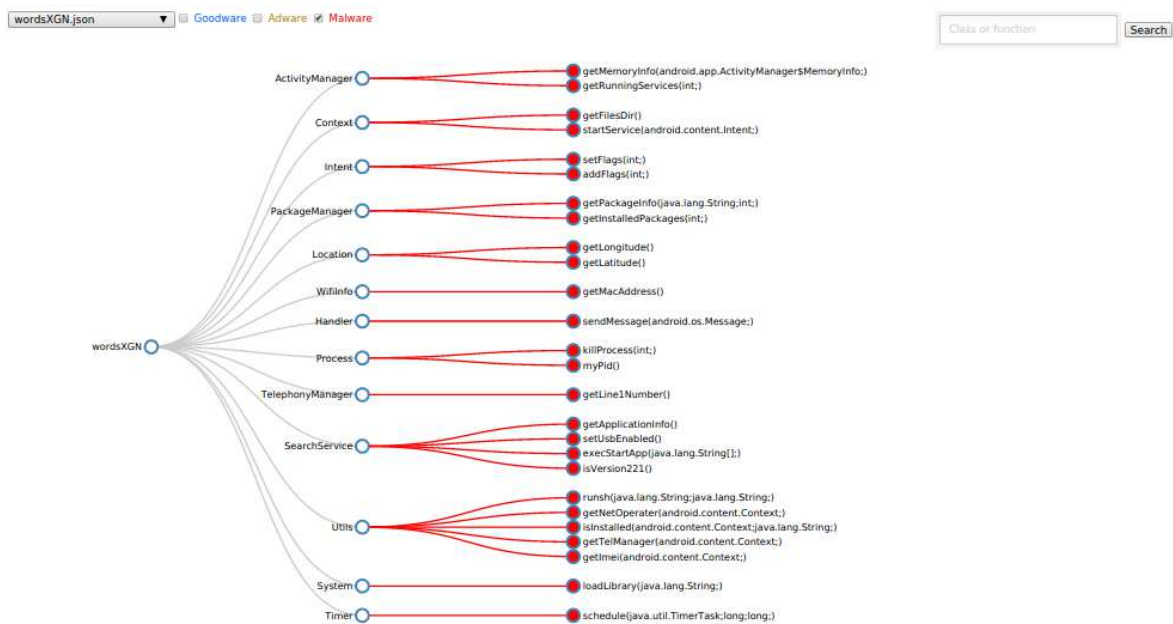 wordsXGN.json Goodware Adware Malware
Class or function Search
ActivityManager
getMemoryInfo(android.app.ActivityManager$MemoryInfo;)
getRunningServices(int;)
Context
getFilesDir()
startService(android.content.Intent;)
Intent
setFlags(int;)
addFlags(int;)
PackageManager
getPackageInfo(java.lang.String;int;)
getInstalledPackages(int;)
Location
getLongitude()
getLatitude()
WifiInfo
getMacAddress()
Handler
sendMessage(android.os.Message;)
wordsXGN
Process
killProcess(int;)
myPid()
TelephonyManager
getLine1Number()
SearchService
getApplicationInfo()
setUsbEnabled()
execStartApp(java.lang.String[];)
isVersion221()
Utils
runsh(java.lang.String;java.lang.String;)
getNetOperater(android.content.Context;)
isInstalled(android.content.Context;java.lang.String;)
getTelManager(android.content.Context;)
getImei(android.content.Context;)
System
loadLibrary(java.lang.String;)
Timer
schedule(java.util.TimerTask;long;long;)